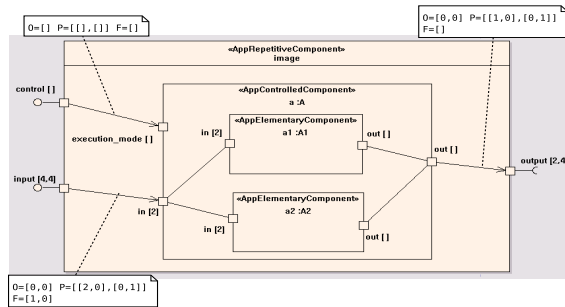 O=[] P=[[],[]] F=[]
O=[0,0] P=[[1,0],[0,1]]
F=[]
«AppRepetitiveComponent»
image
control [ ]
«AppControlledComponent»
a :A
«AppElementaryComponent»
a1 :A1
in [2]
out [ ]
execution_mode [ ]
out [ ]
output [2,4
input [4,4]
«AppElementaryComponent»
a2 :A2
in [2]
in [2]
out [ ]
O=[0,0] P=[[2,0],[0,1]]
F=[1,0]